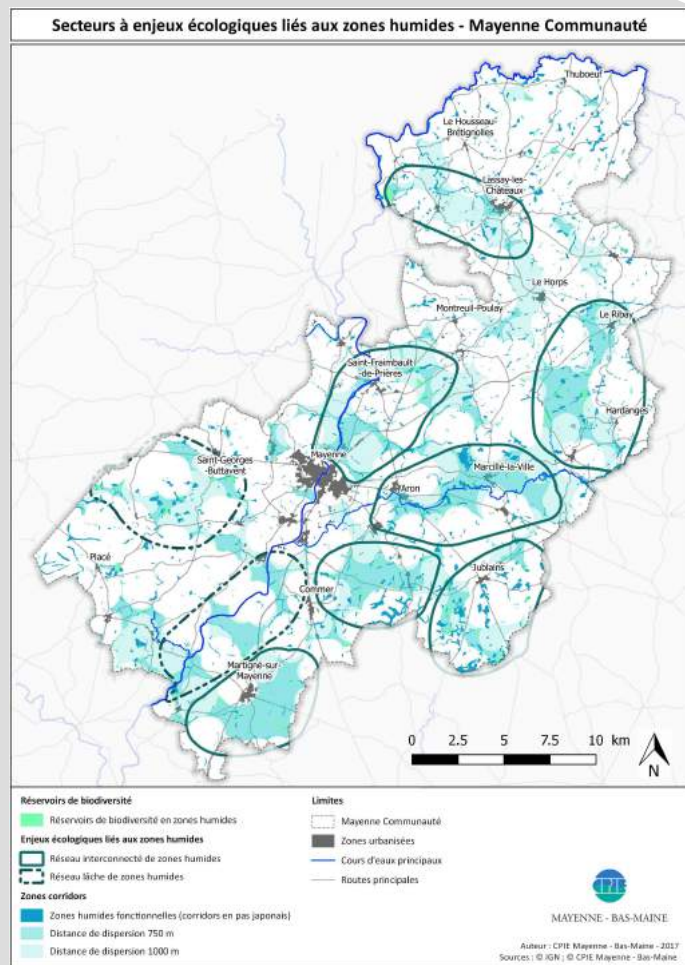 Secteurs à enjeux écologiques liés aux zones humides - Mayenne Communauté
Thuboeuf
Le Housseau-
Brétignolles
Lassay-les-
Châteaux
Le Horps
Montreuil-Poulay
Le Ribay
Saint-Fraimbault
-de-Prières
Hardanges
Saint-Georges
-Buttavent
Mayenne
Marcillé-la-Ville
Aron
Placé
Jublains
Commer
Martigné-sur
Mayenne
0 2.5 5 7.5 10 km
N
Réservoirs de biodiversité
Réservoirs de biodiversité en zones humides
Enjeux écologiques liés aux zones humides
Réseau interconnecté de zones humides
Réseau lâche de zones humides
Zones corridors
Zones humides fonctionnelles (corridors en pas japonais)
Distance de dispersion 750 m
Distance de dispersion 1000 m
Limites
Mayenne Communauté
Zones urbanisées
Cours d'eaux principaux
Routes principales
CPIE
MAYENNE - BAS-MAINE
Auteur : CPIE Mayenne - Bas-Maine - 2017
Sources : © IGN ; © CPIE Mayenne - Bas-Maine